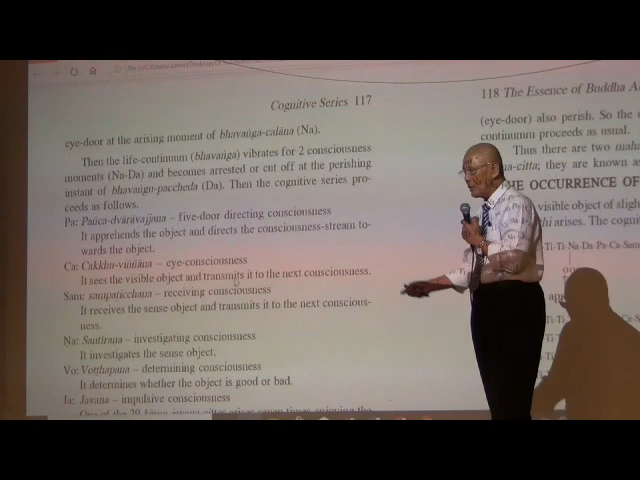 Cognitive Series 117
eye-door at the arising moment of bhavaṅga-calāna (Na).
Then the life-continuum (bhavaṅga) vibrates for 2 consciousness
moments (Na-Da) and becomes arrested or cut off at the perishing
instant of bhavaṅgn-paccheda (Da). Then the cognitive series pro-
ceeds as follows.
Pa: Pañca-dvārāvajjana – five-door directing consciousness
It apprehends the object and directs the consciousness-stream to-
wards the object.
Ca: Cakkhu-viññāna – eye-consciousness
It sees the visible object and transmits it to the next consciousness.
Sam: sampaṭicchana – receiving consciousness
It receives the sense object and transmits it to the next conscious-
ness.
Na: Santīraṇa – investigating consciousness
It investigates the sense object.
Vo: Votthapana – determining consciousness
It determines whether the object is good or bad.
Ja: Javana – impulsive consciousness
118 The Essence of Buddha A
(eye-door) also perish. So the c
continuum proceeds as usual.
Thus there are two maha
na-citta; they are known as
THE OCCURRENCE OF
visible object of sligh
hi arises. The cogniti
Ti-Ti-Na-Da-Pa-Ca-Sam